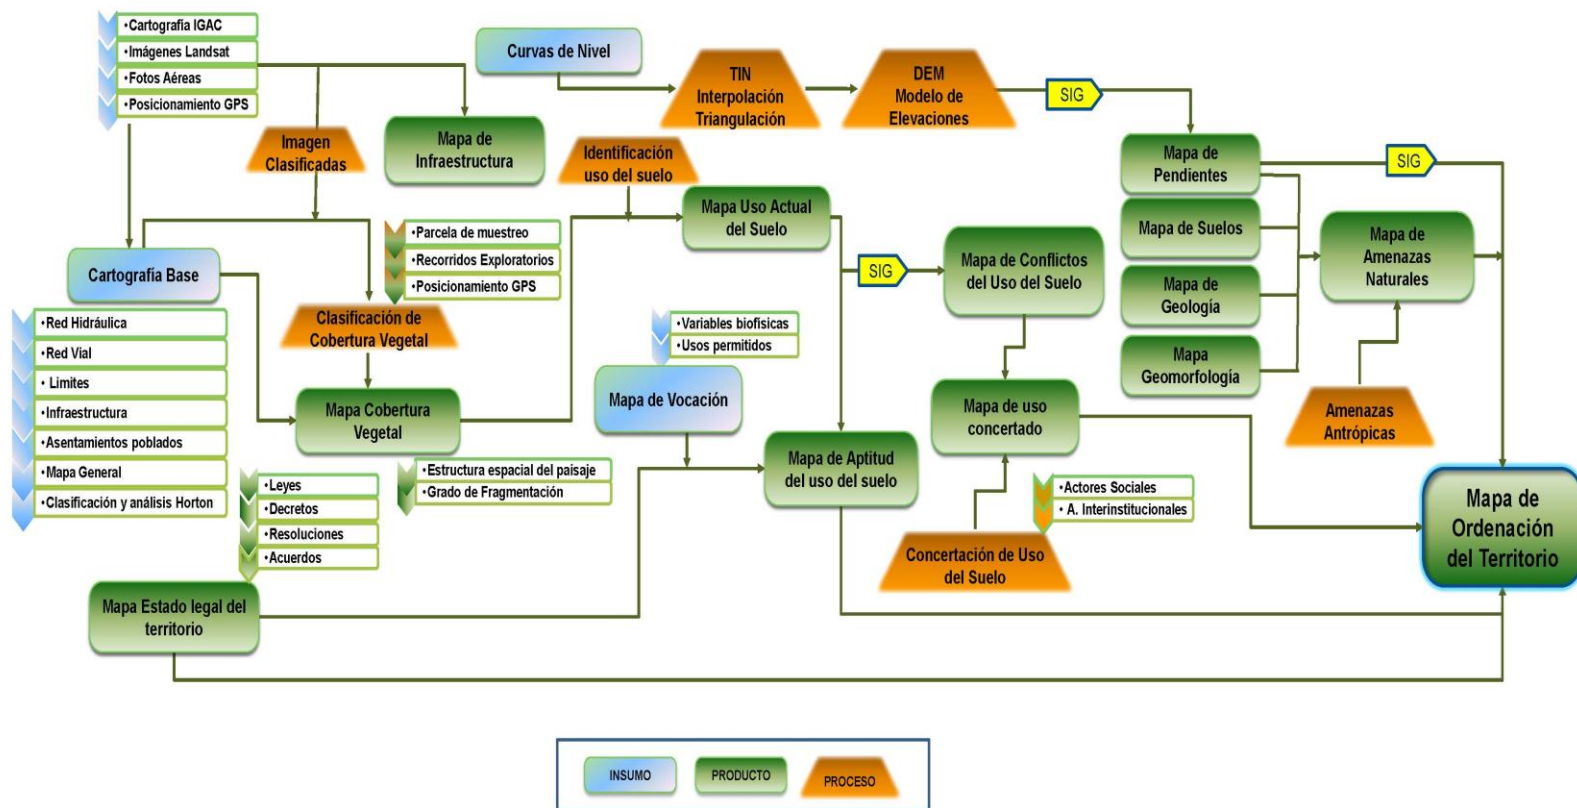 •Cartografía IGAC
•Imágenes Landsat
•Fotos Aéreas
•Posicionamiento GPS
Curvas de Nivel
TIN
Interpolación
Triangulación
DEM
Modelo de
Elevaciones
SIG
Imagen
Clasificadas
Mapa de
Infraestructura
Identificación
uso del suelo
Mapa de
Pendientes
SIG
Mapa Uso Actual
del Suelo
Mapa de Suelos
Mapa de
Amenazas
Naturales
Cartografía Base
•Parcela de muestreo
•Recorridos Exploratorios
•Posicionamiento GPS
SIG
Mapa de Conflictos
del Uso del Suelo
Mapa de
Geología
•Red Hidráulica
•Red Vial
• Limites
•Infraestructura
•Asentamientos poblados
•Mapa General
•Clasificación y análisis Horton
Clasificación de
Cobertura Vegetal
•Variables biofísicas
•Usos permitidos
Mapa
Geomorfología
Mapa Cobertura
Vegetal
Mapa de Vocación
Mapa de uso
concertado
Amenazas
Antrópicas
•Estructura espacial del paisaje
•Grado de Fragmentación
Mapa de Aptitud
del uso del suelo
•Leyes
•Decretos
•Resoluciones
•Acuerdos
•Actores Sociales
• A. Interinstitucionales
Mapa de
Ordenación
del Territorio
Concertación de Uso
del Suelo
Mapa Estado legal del
territorio
INSUMO
PRODUCTO
PROCESO